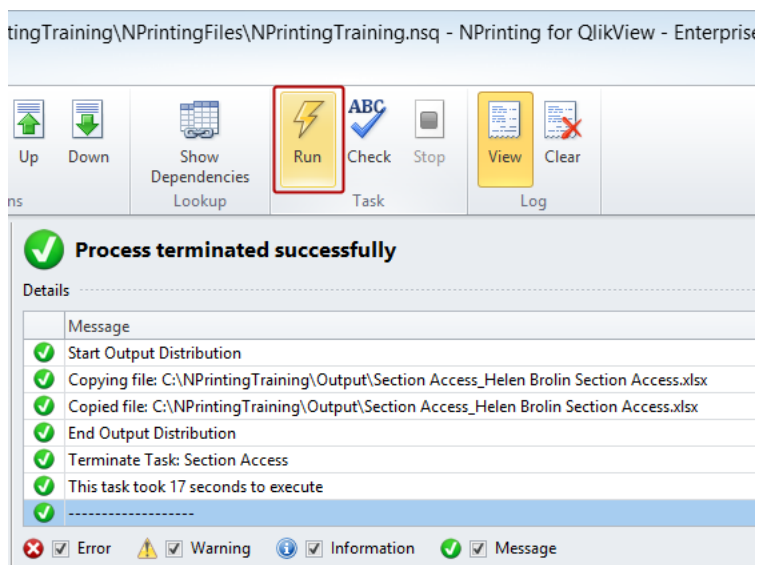 tingTraining\NPrintingFiles\NPrintingTraining.nsq - NPrinting for QlikView - Enterprise
ABC
Up Down Show Dependencies Run Check Stop View Clear
ns Lookup Task Log
Process terminated successfully
Details
Message
Start Output Distribution
Copying file: C:\NPrintingTraining\Output\Section Access_Helen Brolin Section Access.xlsx
Copied file: C:\NPrintingTraining\Output\Section Access_Helen Brolin Section Access.xlsx
End Output Distribution
Terminate Task: Section Access
This task took 17 seconds to execute
-------------------
Error Warning Information Message